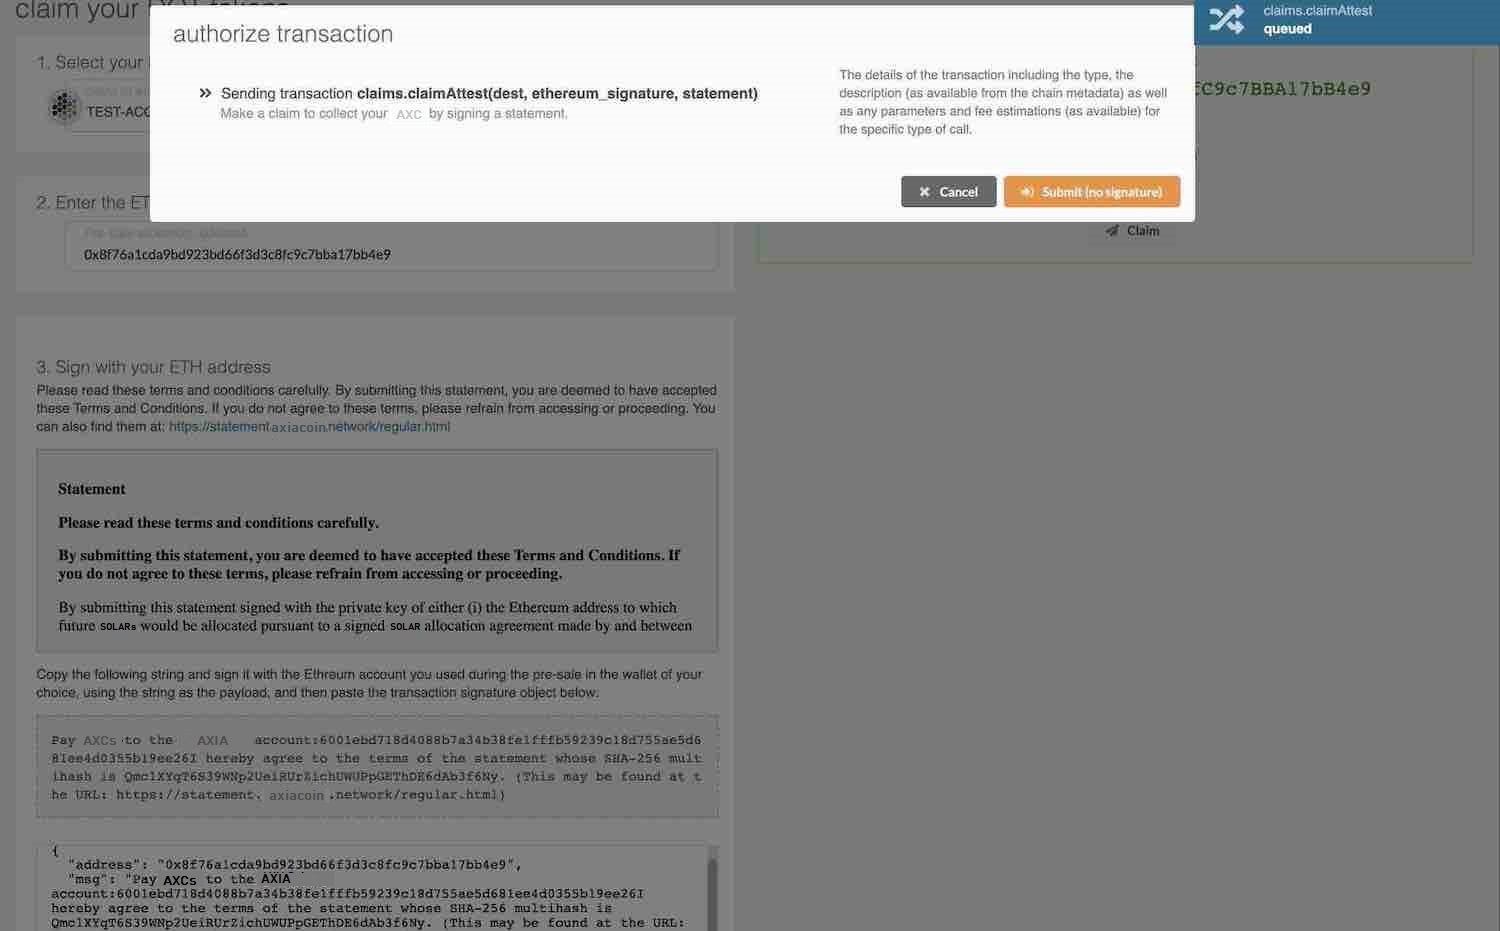 claim your
claims.claimAttest
queued
authorize transaction
1. Select your
TEST-ACC
Sending transaction claims.claimAttest(dest, ethereum_signature, statement)
Make a claim to collect your AXC by signing a statement.
The details of the transaction including the type, the
description (as available from the chain metadata) as well
as any parameters and fee estimations (as available) for
the specific type of call.
C9c7BBA17bB4e9
Cancel
Submit (no signature)
2. Enter the ET
Pre-sale ethereum address
0x8f76a1cda9bd923bd66f3d3c8fc9c7bba17bb4e9
Claim
3. Sign with your ETH address
Please read these terms and conditions carefully. By submitting this statement, you are deemed to have accepted
these Terms and Conditions. If you do not agree to these terms, please refrain from accessing or proceeding. You
can also find them at: https://statement.axiacoin.network/regular.html
Statement
Please read these terms and conditions carefully.
By submitting this statement, you are deemed to have accepted these Terms and Conditions. If
you do not agree to these terms, please refrain from accessing or proceeding.
By submitting this statement signed with the private key of either (i) the Ethereum address to which
future SOLARs would be allocated pursuant to a signed SOLAR allocation agreement made by and between
Copy the following string and sign it with the Ethreum account you used during the pre-sale in the wallet of your
choice, using the string as the payload, and then paste the transaction signature object below:
Pay AXCs to the AXIA account:6001ebd718d4088b7a34b38fe1fffb59239c18d755ae5d6
81ee4d0355b19ee26I hereby agree to the terms of the statement whose SHA-256 mult
ihash is Qmc1XYqT6S39WNp2UeiRUrZichUWUPpGEThDE6dAb3f6Ny. (This may be found at t
he URL: https://statement. axiacoin .network/regular.html)
{
"address": "0x8f76a1cda9bd923bd66f3d3c8fc9c7bba17bb4e9",
"msg": "Pay AXCs to the AXIA
account:6001ebd718d4088b7a34b38fe1fffb59239c18d755ae5d681ee4d0355b19ee26I
hereby agree to the terms of the statement whose SHA-256 multihash is
Qmc1XYqT6S39WNp2UeiRUrZichUWUPpGEThDE6dAb3f6Ny. (This may be found at the URL: